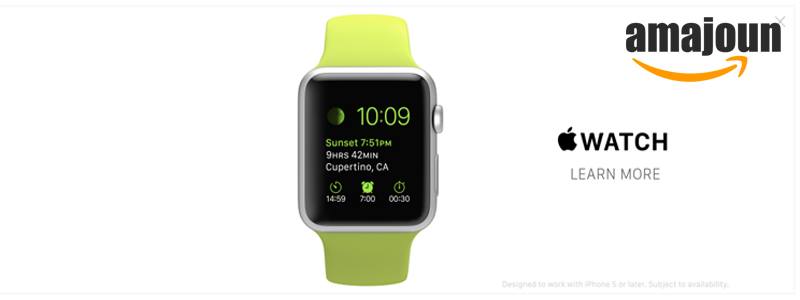 amajoun
10:09
Sunset 7:51PM
9HRS 42MIN
Cupertino, CA
14:59 7:00 00:30
WATCH
LEARN MORE
Designed to work with iPhone 5 or later. Subject to availability.